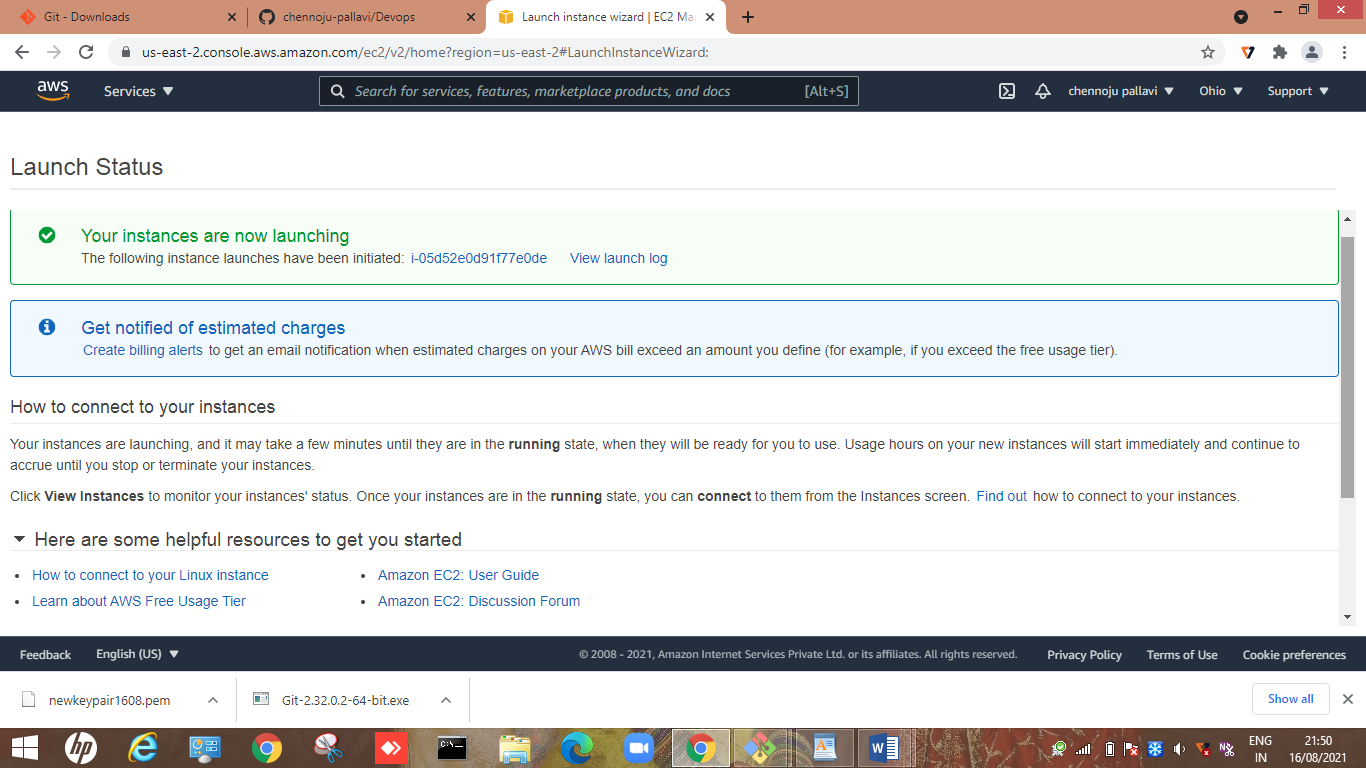 Git - Downloads
chennoju-pallavi/Devops
Launch instance wizard | EC2 Ma
us-east-2.console.aws.amazon.com/ec2/v2/home?region=us-east-2#LaunchInstanceWizard:
aws
Services
Search for services, features, marketplace products, and docs
[Alt+S]
chennoju pallavi
Ohio
Support
Launch Status
Your instances are now launching
The following instance launches have been initiated: i-05d52e0d91f77e0de View launch log
Get notified of estimated charges
Create billing alerts to get an email notification when estimated charges on your AWS bill exceed an amount you define (for example, if you exceed the free usage tier).
How to connect to your instances
Your instances are launching, and it may take a few minutes until they are in the running state, when they will be ready for you to use. Usage hours on your new instances will start immediately and continue to
accrue until you stop or terminate your instances.
Click View Instances to monitor your instances' status. Once your instances are in the running state, you can connect to them from the Instances screen. Find out how to connect to your instances.
Here are some helpful resources to get you started
• How to connect to your Linux instance
• Amazon EC2: User Guide
• Learn about AWS Free Usage Tier
• Amazon EC2: Discussion Forum
Feedback
English (US)
© 2008 - 2021, Amazon Internet Services Private Ltd. or its affiliates. All rights reserved.
Privacy Policy
Terms of Use
Cookie preferences
newkeypair1608.pem
Git-2.32.0.2-64-bit.exe
Show all
hp
C:\
ENG
IN
21:50
16/08/2021